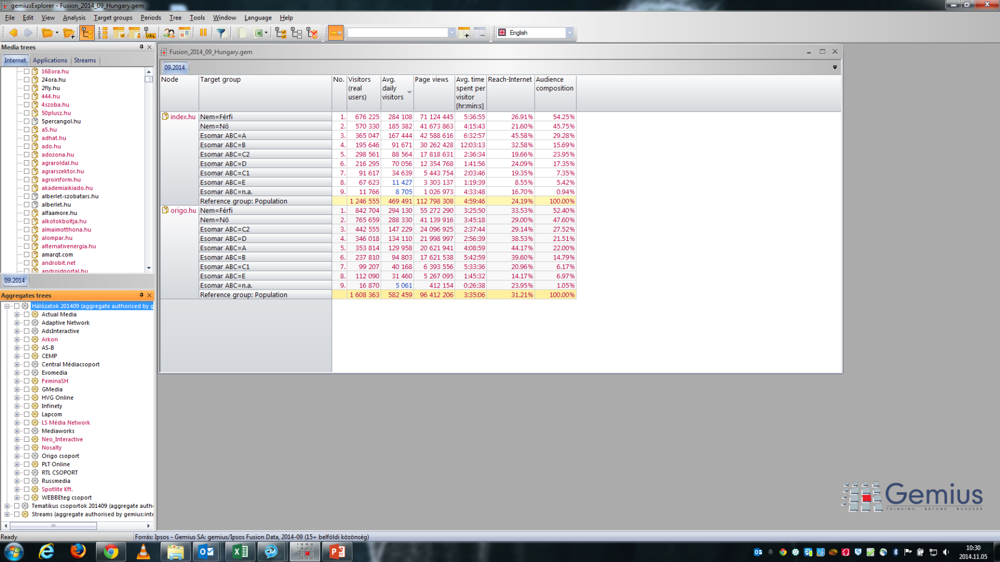 gemiusExplorer - Fusion_2014_09_Hungary.gem
File Edit View Analysis Target groups Periods Tree Tools Window Language Help
URL
English
Media trees
Internet Applications Streams
168ora.hu
24ora.hu
2fly.hu
444.hu
4szoba.hu
50plusz.hu
5percangol.hu
a5.hu
adhat.hu
ado.hu
adozona.hu
agraroldal.hu
agrarszektor.hu
agroinform.hu
akademiaikiado.hu
alberlet-szobatars.hu
alberlet.hu
alfaamore.hu
alkotokboltja.hu
almaimotthona.hu
alompar.hu
alternativenergia.hu
amarqt.com
androbit.net
androidportal.hu
09.2014
Aggregates trees
Hálózatok 201409 (aggregate authorised by g
Actual Media
Adaptive Network
AdsInteractive
Arkon
AS-B
CEMP
Central Médiacsoport
Evomedia
FeminaSH
GMedia
HVG Online
Infinety
Lapcom
LS Média Network
Mediaworks
Neo_Interactive
Nosalty
Origo csoport
PLT Online
RTL CSOPORT
Russmedia
Spotlite Kft.
WEBBEteg csoport
Tematikus csoportok 201409 (aggregate auth
Streams (aggregate authorised by gemius:inte
Fusion_2014_09_Hungary.gem
09.2014
Node Target group No. Visitors (real users) Avg. daily visitors Page views Avg. time spent per visitor [hr:min:s] Reach-Internet Audience composition
index.hu Nem=Férfi 1. 676 225 284 108 71 124 445 5:36:55 26.91% 54.25%
Nem=Nő 2. 570 330 185 382 41 673 863 4:15:43 21.60% 45.75%
Esomar ABC=A 3. 365 047 167 444 42 588 616 6:32:57 45.58% 29.28%
Esomar ABC=B 4. 195 646 91 671 30 262 428 12:03:13 32.58% 15.69%
Esomar ABC=C2 5. 298 561 88 564 17 818 631 2:36:34 19.66% 23.95%
Esomar ABC=D 6. 216 295 70 056 12 354 768 1:41:56 24.09% 17.35%
Esomar ABC=C1 7. 91 617 34 639 5 443 754 2:03:46 19.35% 7.35%
Esomar ABC=E 8. 67 623 11 427 3 303 137 1:19:39 8.55% 5.42%
Esomar ABC=n.a. 9. 11 766 8 705 1 026 973 4:33:48 16.70% 0.94%
Reference group: Population 1 246 555 469 491 112 798 308 4:59:46 24.19% 100.00%
origo.hu Nem=Férfi 1. 842 704 294 130 55 272 290 3:25:50 33.53% 52.40%
Nem=Nő 2. 765 659 288 330 41 139 916 3:45:18 29.00% 47.60%
Esomar ABC=C2 3. 442 555 147 229 24 096 925 2:37:44 29.14% 27.52%
Esomar ABC=D 4. 346 018 134 110 21 998 997 2:56:39 38.53% 21.51%
Esomar ABC=A 5. 353 814 129 958 20 621 941 4:08:59 44.17% 22.00%
Esomar ABC=B 6. 237 810 94 803 17 621 538 5:42:59 39.60% 14.79%
Esomar ABC=C1 7. 99 207 40 168 6 393 556 5:33:36 20.96% 6.17%
Esomar ABC=E 8. 112 090 31 460 5 267 095 1:45:32 14.17% 6.97%
Esomar ABC=n.a. 9. 16 870 5 061 412 154 0:26:38 23.95% 1.05%
Reference group: Population 1 608 363 582 459 96 412 206 3:35:06 31.21% 100.00%
Gemius
THINKING BEYOND BORDERS
Ready
Forrás: Ipsos - Gemius SA: gemius/Ipsos Fusion Data, 2014-09 (15+ belföldi közönség)
10:30
2014.11.05